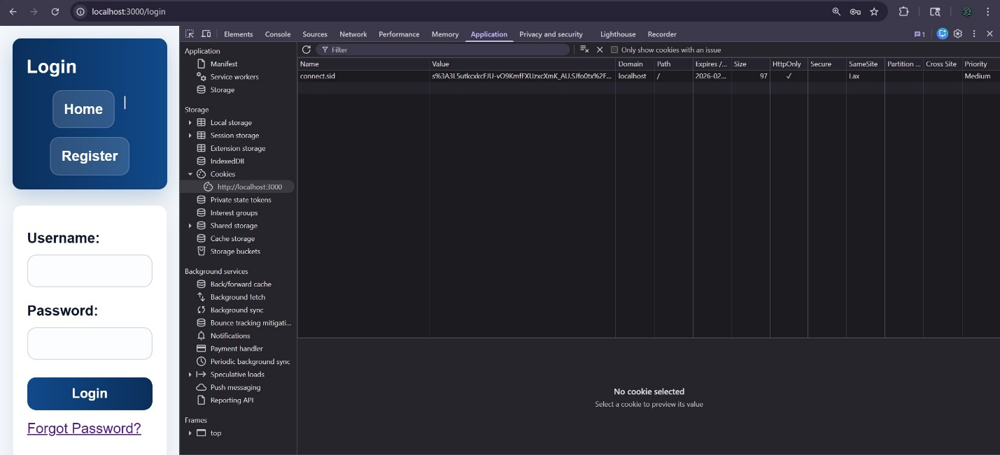 localhost:3000/login
Login
Home |
Register
Username:
Password:
Login
Forgot Password?
Elements Console Sources Network Performance Memory Application Privacy and security Lighthouse Recorder 1
Application
Manifest
Service workers
Storage
Storage
Local storage
Session storage
Extension storage
IndexedDB
Cookies
http://localhost:3000
Private state tokens
Interest groups
Shared storage
Cache storage
Storage buckets
Background services
Back/forward cache
Background fetch
Background sync
Bounce tracking mitigati...
Notifications
Payment handler
Periodic background sync
Speculative loads
Push messaging
Reporting API
Frames
top
Filter Only show cookies with an issue
Name Value Domain Path Expires /... Size HttpOnly Secure SameSite Partition ... Cross Site Priority
connect.sid localhost / 2026-02... 97 ✓ Lax Medium
No cookie selected
Select a cookie to preview its value